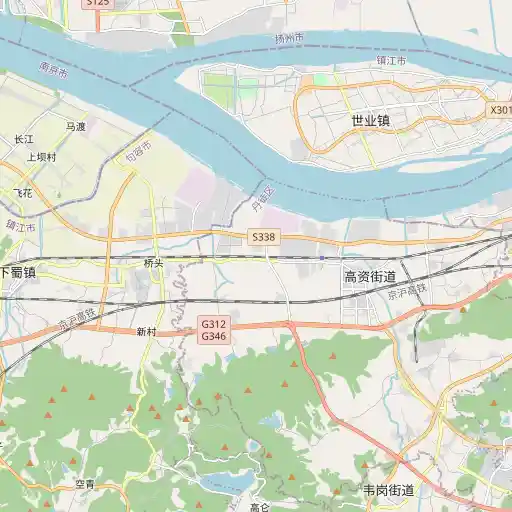 S125
扬州市
镇江市
南京市
X301
世业镇
马渡
长江
上坝村
句容市
飞花
丹徒区
镇江市
S338
桥头
下蜀镇
高资街道
京沪高铁
京沪高铁
G312
G346
新村
空青
韦岗街道
高仑